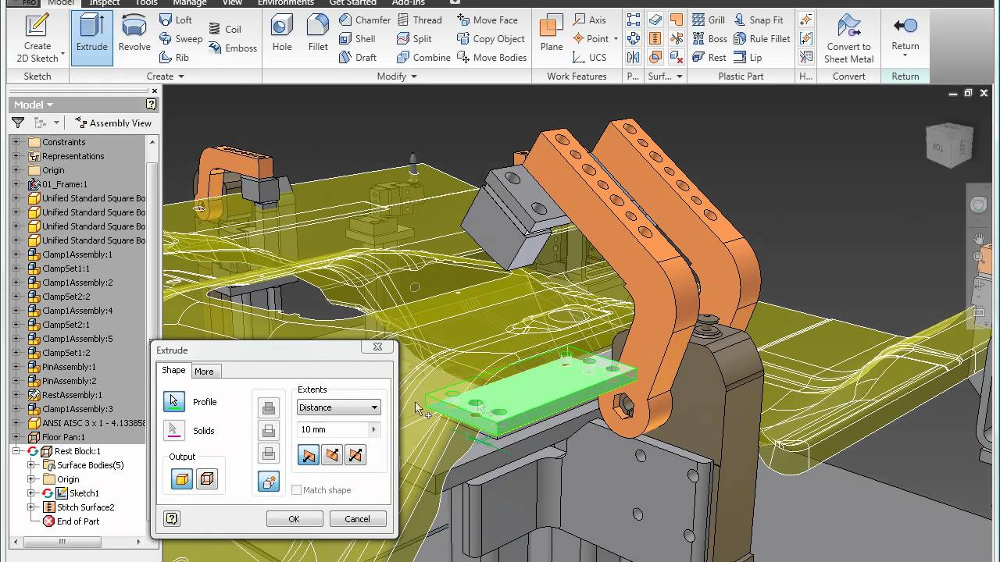 PRO Model Inspect Tools Manage View Environments Get Started Add-Ins
Create 2D Sketch
Extrude
Revolve
Loft
Sweep
Rib
Coil
Emboss
Hole
Fillet
Chamfer
Shell
Draft
Thread
Split
Combine
Move Face
Copy Object
Move Bodies
Plane
Axis
Point
UCS
Grill
Boss
Rest
Snap Fit
Rule Fillet
Lip
Convert to Sheet Metal
Return
Sketch Create Modify Work Features P... Surf... Plastic Part H... Convert Return
Model
Assembly View
Constraints
Representations
Origin
01_Frame:1
Unified Standard Square Bo
Unified Standard Square Bo
Unified Standard Square Bo
Unified Standard Square Bo
Clamp1Assembly:1
ClampSet1:1
Clamp1Assembly:2
ClampSet2:2
Clamp1Assembly:4
ClampSet2:1
Clamp1Assembly:5
ClampSet1:2
PinAssembly:1
PinAssembly:2
RestAssembly:1
Clamp1Assembly:3
ANSI AISC 3 x 1 - 4.133858
Floor Pan:1
Rest Block:1
Surface Bodies(5)
Origin
Sketch1
Stitch Surface2
End of Part
TOP
Extrude
Shape More
Profile
Solids
Output
Extents
Distance
10 mm
Match shape
OK Cancel